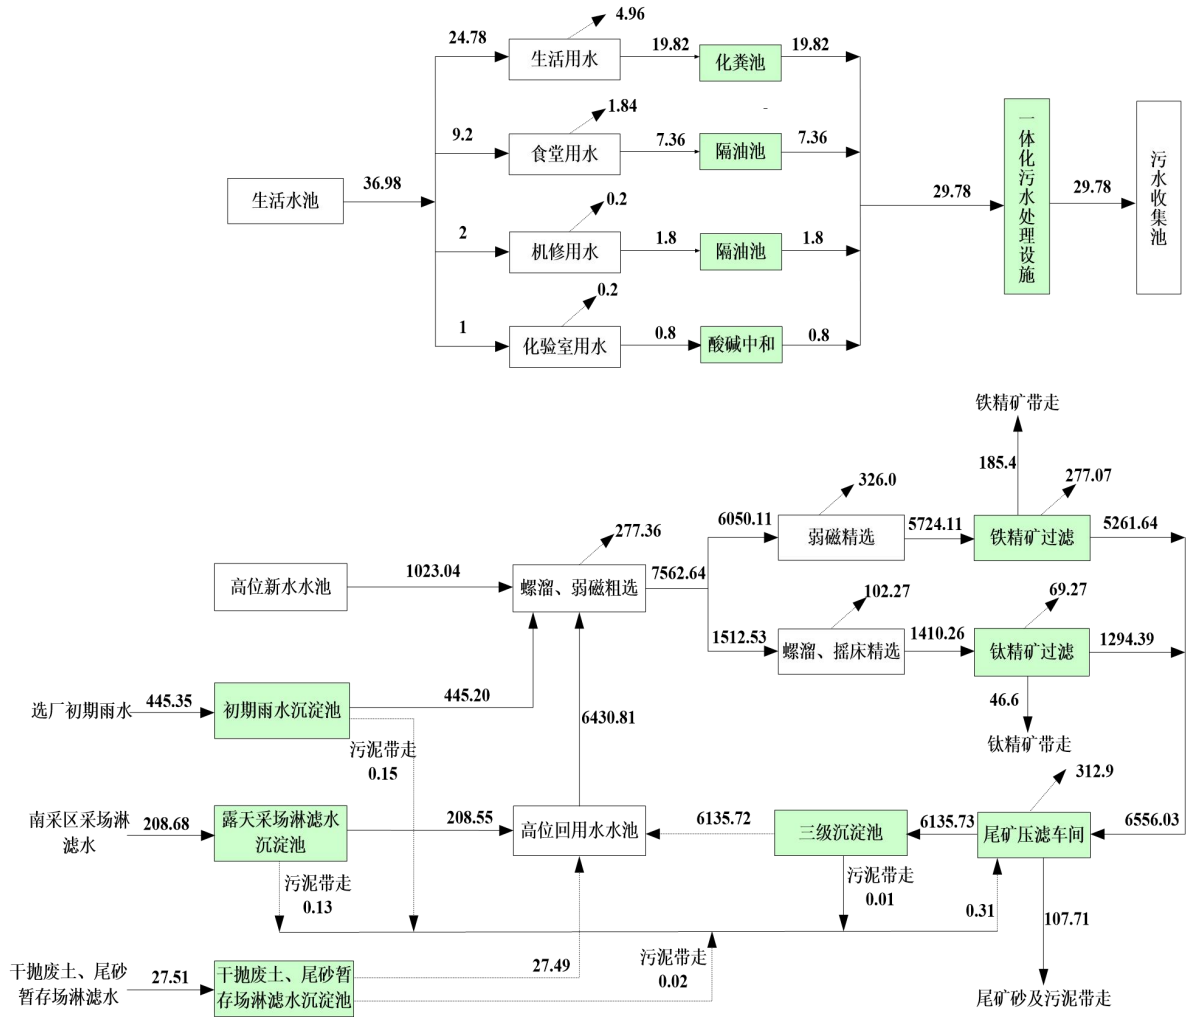 4.96
24.78
生活用水
19.82
化粪池
19.82
1.84
9.2
食堂用水
7.36
隔油池
7.36
生活水池
36.98
29.78
一体化污水处理设施
29.78
污水收集池
0.2
2
机修用水
1.8
隔油池
1.8
0.2
1
化验室用水
0.8
酸碱中和
0.8
铁精矿带走
185.4
326.0
277.07
6050.11
弱磁精选
5724.11
铁精矿过滤
5261.64
277.36
高位新水水池
1023.04
螺溜、弱磁粗选
7562.64
102.27
69.27
1512.53
螺溜、摇床精选
1410.26
钛精矿过滤
1294.39
46.6
钛精矿带走
选厂初期雨水
445.35
初期雨水沉淀池
445.20
6430.81
污泥带走
0.15
312.9
南采区采场淋
滤水
208.68
露天采场淋滤水
沉淀池
208.55
高位回用水水池
6135.72
三级沉淀池
6135.73
尾矿压滤车间
6556.03
污泥带走
0.13
污泥带走
0.01
0.31
107.71
干抛废土、尾砂
暂存场淋滤水
27.51
干抛废土、尾砂暂
存场淋滤水沉淀池
27.49
污泥带走
0.02
尾矿砂及污泥带走